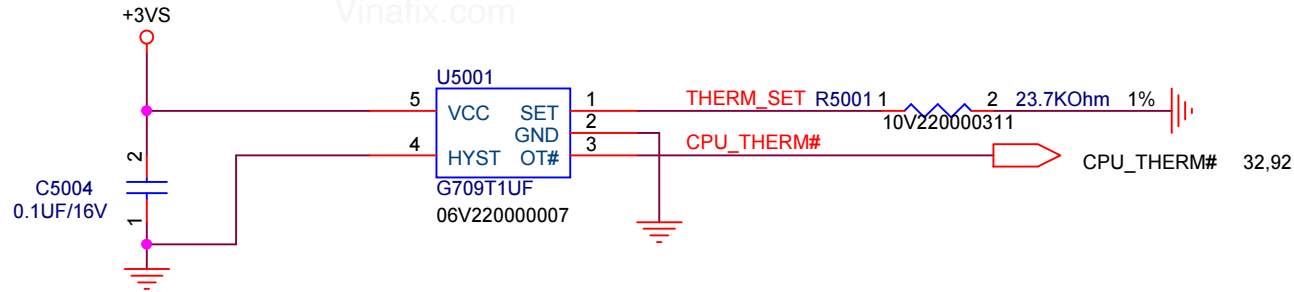 Vinafix.com
+3VS
U5001
5 VCC SET 1 THERM_SET R5001 1 2 23.7KOhm 1%
10V220000311
GND 2
4 HYST OT# 3 CPU_THERM#
CPU_THERM# 32,92
G709T1UF
06V220000007
2
C5004
0.1UF/16V
1